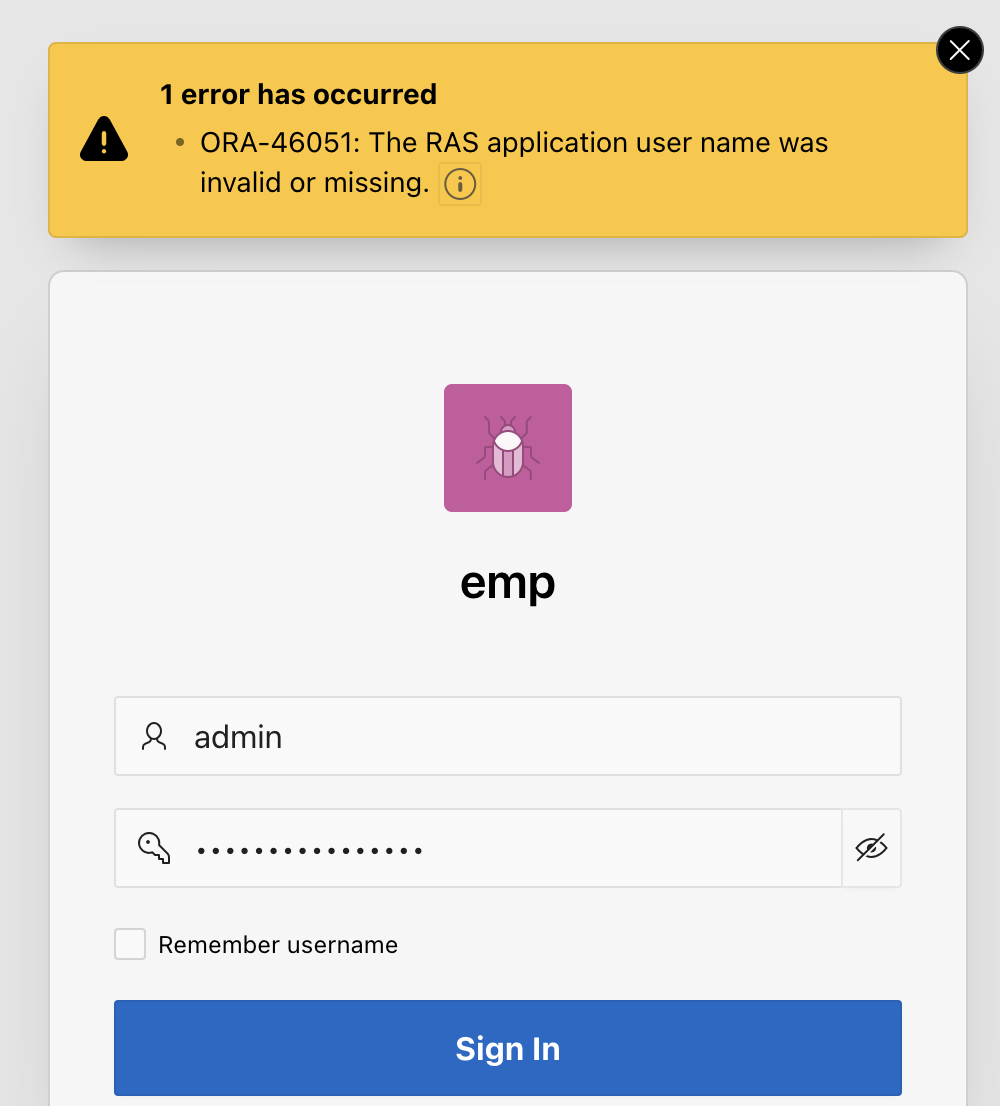 1 error has occurred
• ORA-46051: The RAS application user name was
invalid or missing.
emp
admin
••••••••••••••••
Remember username
Sign In